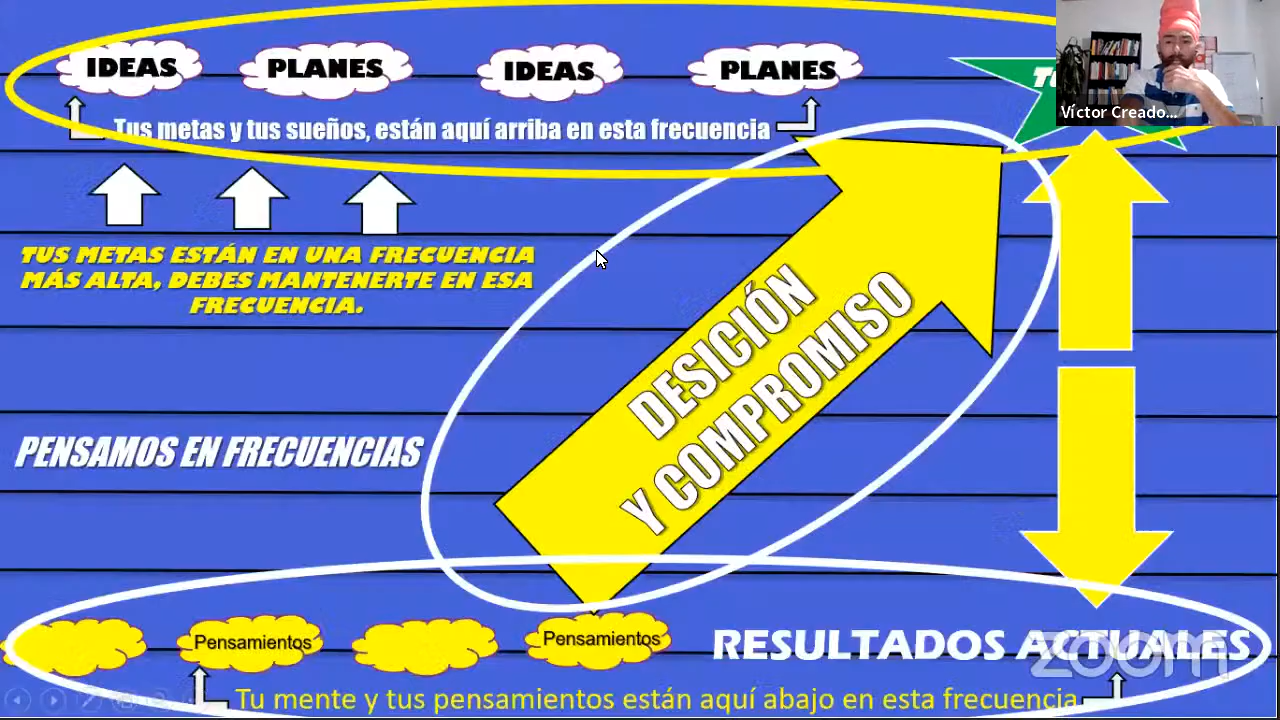 IDEAS
PLANES
IDEAS
PLANES
Víctor Creado...
Tus metas y tus sueños, están aquí arriba en esta frecuencia
TUS METAS ESTÁN EN UNA FRECUENCIA
MÁS ALTA, DEBES MANTENERTE EN ESA
FRECUENCIA.
DESICIÓN
Y COMPROMISO
PENSAMOS EN FRECUENCIAS
Pensamientos
Pensamientos
RESULTADOS ACTUALES
zoom
Tu mente y tus pensamientos están aquí abajo en esta frecuencia